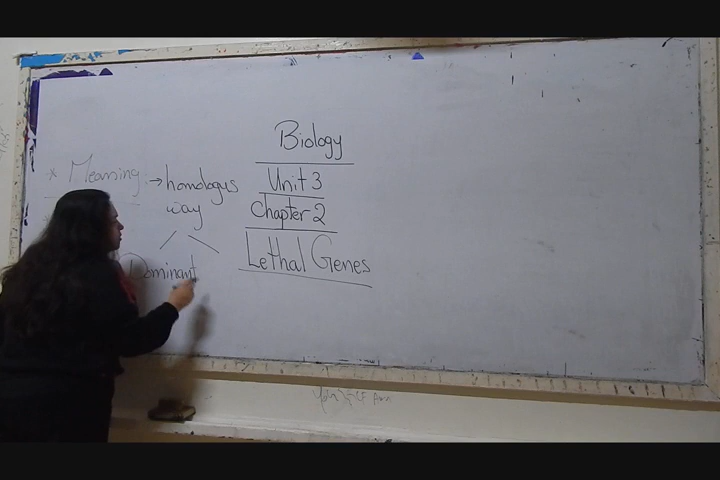 Biology
Unit 3
Chapter 2
Lethal Genes
* Meaning → homologus
way
Dominant